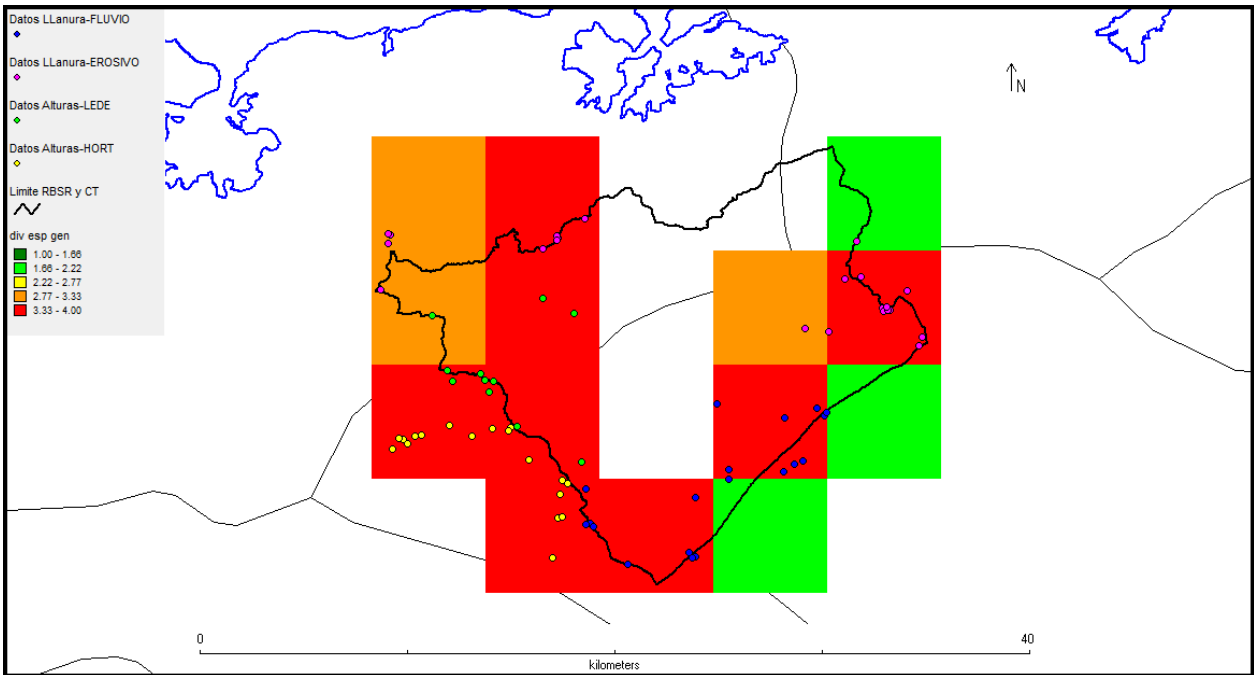 Datos LLanura-FLUVIO
Datos LLanura-EROSIVO
Datos Alturas-LEDE
Datos Alturas-HORT
Limite RBSR y CT
div esp gen
1.00 - 1.66
1.66 - 2.22
2.22 - 2.77
2.77 - 3.33
3.33 - 4.00
N
0
40
kilometers